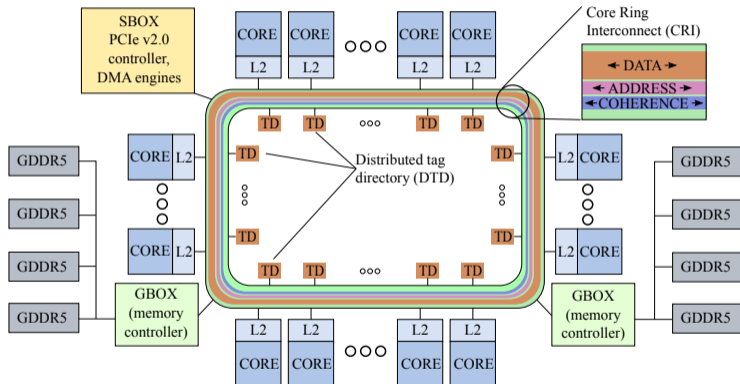 SBOX
PCIe v2.0
controller,
DMA engines
CORE CORE CORE CORE
L2 L2 L2 L2
Core Ring
Interconnect (CRI)
DATA
ADDRESS
COHERENCE
TD TD TD TD
TD TD
Distributed tag
directory (DTD)
CORE L2
L2 CORE
GDDR5 GDDR5
GDDR5 GDDR5
CORE L2
TD TD
L2 CORE
GDDR5 GDDR5
TD TD TD TD
GBOX
(memory
controller)
GBOX
(memory
controller)
GDDR5 GDDR5
L2 L2 L2 L2
CORE CORE CORE CORE